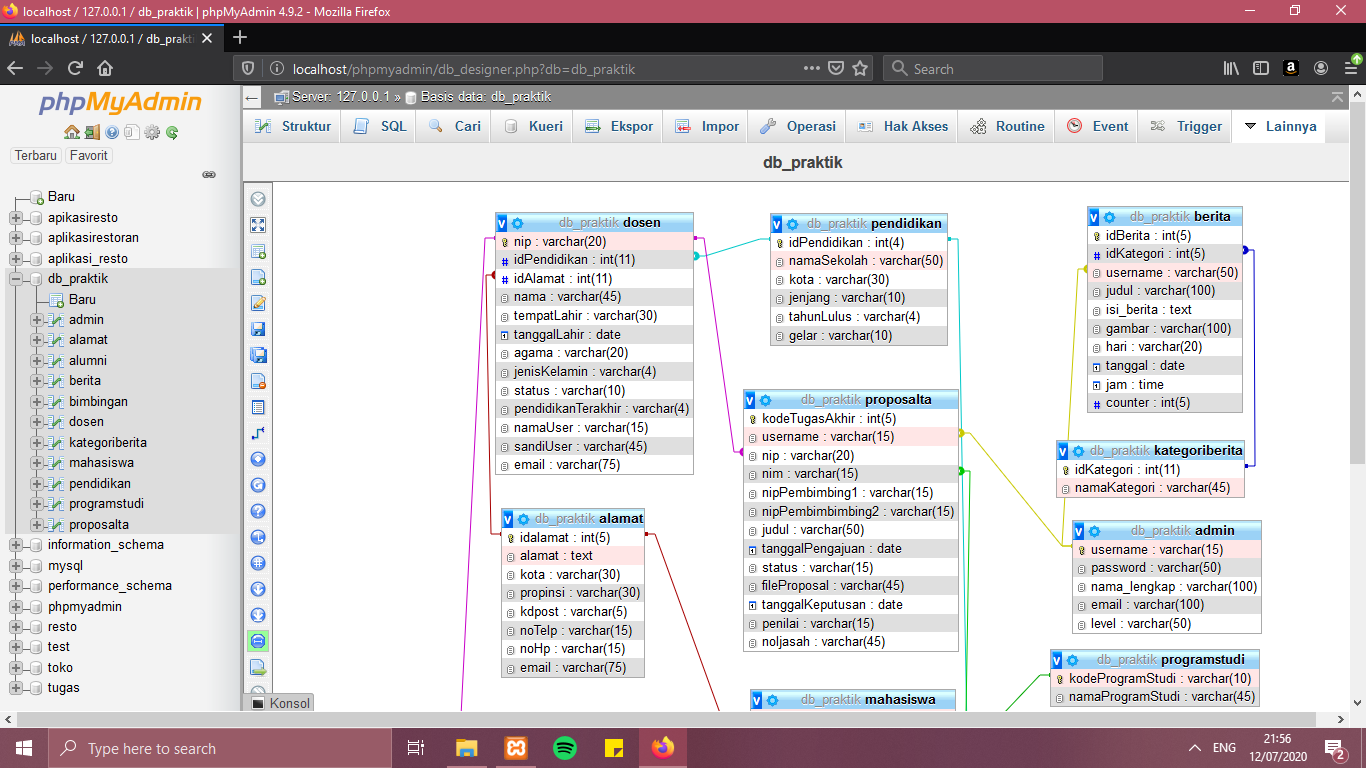 localhost / 127.0.0.1 / db_praktik | phpMyAdmin 4.9.2 - Mozilla Firefox
localhost / 127.0.0.1 / db_prakti
localhost/phpmyadmin/db_designer.php?db=db_praktik
Search
phpMyAdmin
Terbaru Favorit
Baru
apikasiresto
aplikasirestoran
aplikasi_resto
db_praktik
Baru
admin
alamat
alumni
berita
bimbingan
dosen
kategoriberita
mahasiswa
pendidikan
programstudi
proposalta
information_schema
mysql
performance_schema
phpmyadmin
resto
test
toko
tugas
Server: 127.0.0.1 » Basis data: db_praktik
Struktur SQL Cari Kueri Ekspor Impor Operasi Hak Akses Routine Event Trigger Lainnya
db_praktik
db_praktik dosen
nip : varchar(20)
idPendidikan : int(11)
idAlamat : int(11)
nama : varchar(45)
tempatLahir : varchar(30)
tanggalLahir : date
agama : varchar(20)
jenisKelamin : varchar(4)
status : varchar(10)
pendidikanTerakhir : varchar(4)
namaUser : varchar(15)
sandiUser : varchar(45)
email : varchar(75)
db_praktik alamat
idalamat : int(5)
alamat : text
kota : varchar(30)
propinsi : varchar(30)
kdpost : varchar(5)
noTelp : varchar(15)
noHp : varchar(15)
email : varchar(75)
db_praktik pendidikan
idPendidikan : int(4)
namaSekolah : varchar(50)
kota : varchar(30)
jenjang : varchar(10)
tahunLulus : varchar(4)
gelar : varchar(10)
db_praktik proposalta
kodeTugasAkhir : int(5)
username : varchar(15)
nip : varchar(20)
nim : varchar(15)
nipPembimbing1 : varchar(15)
nipPembimbimbing2 : varchar(15)
judul : varchar(50)
tanggalPengajuan : date
status : varchar(15)
fileProposal : varchar(45)
tanggalKeputusan : date
penilai : varchar(15)
noIjasah : varchar(45)
db_praktik mahasiswa
db_praktik berita
idBerita : int(5)
idKategori : int(5)
username : varchar(50)
judul : varchar(100)
isi_berita : text
gambar : varchar(100)
hari : varchar(20)
tanggal : date
jam : time
counter : int(5)
db_praktik kategoriberita
idKategori : int(11)
namaKategori : varchar(45)
db_praktik admin
username : varchar(15)
password : varchar(50)
nama_lengkap : varchar(100)
email : varchar(100)
level : varchar(50)
db_praktik programstudi
kodeProgramStudi : varchar(10)
namaProgramStudi : varchar(45)
Konsol
Type here to search
ENG
21:56
12/07/2020
2